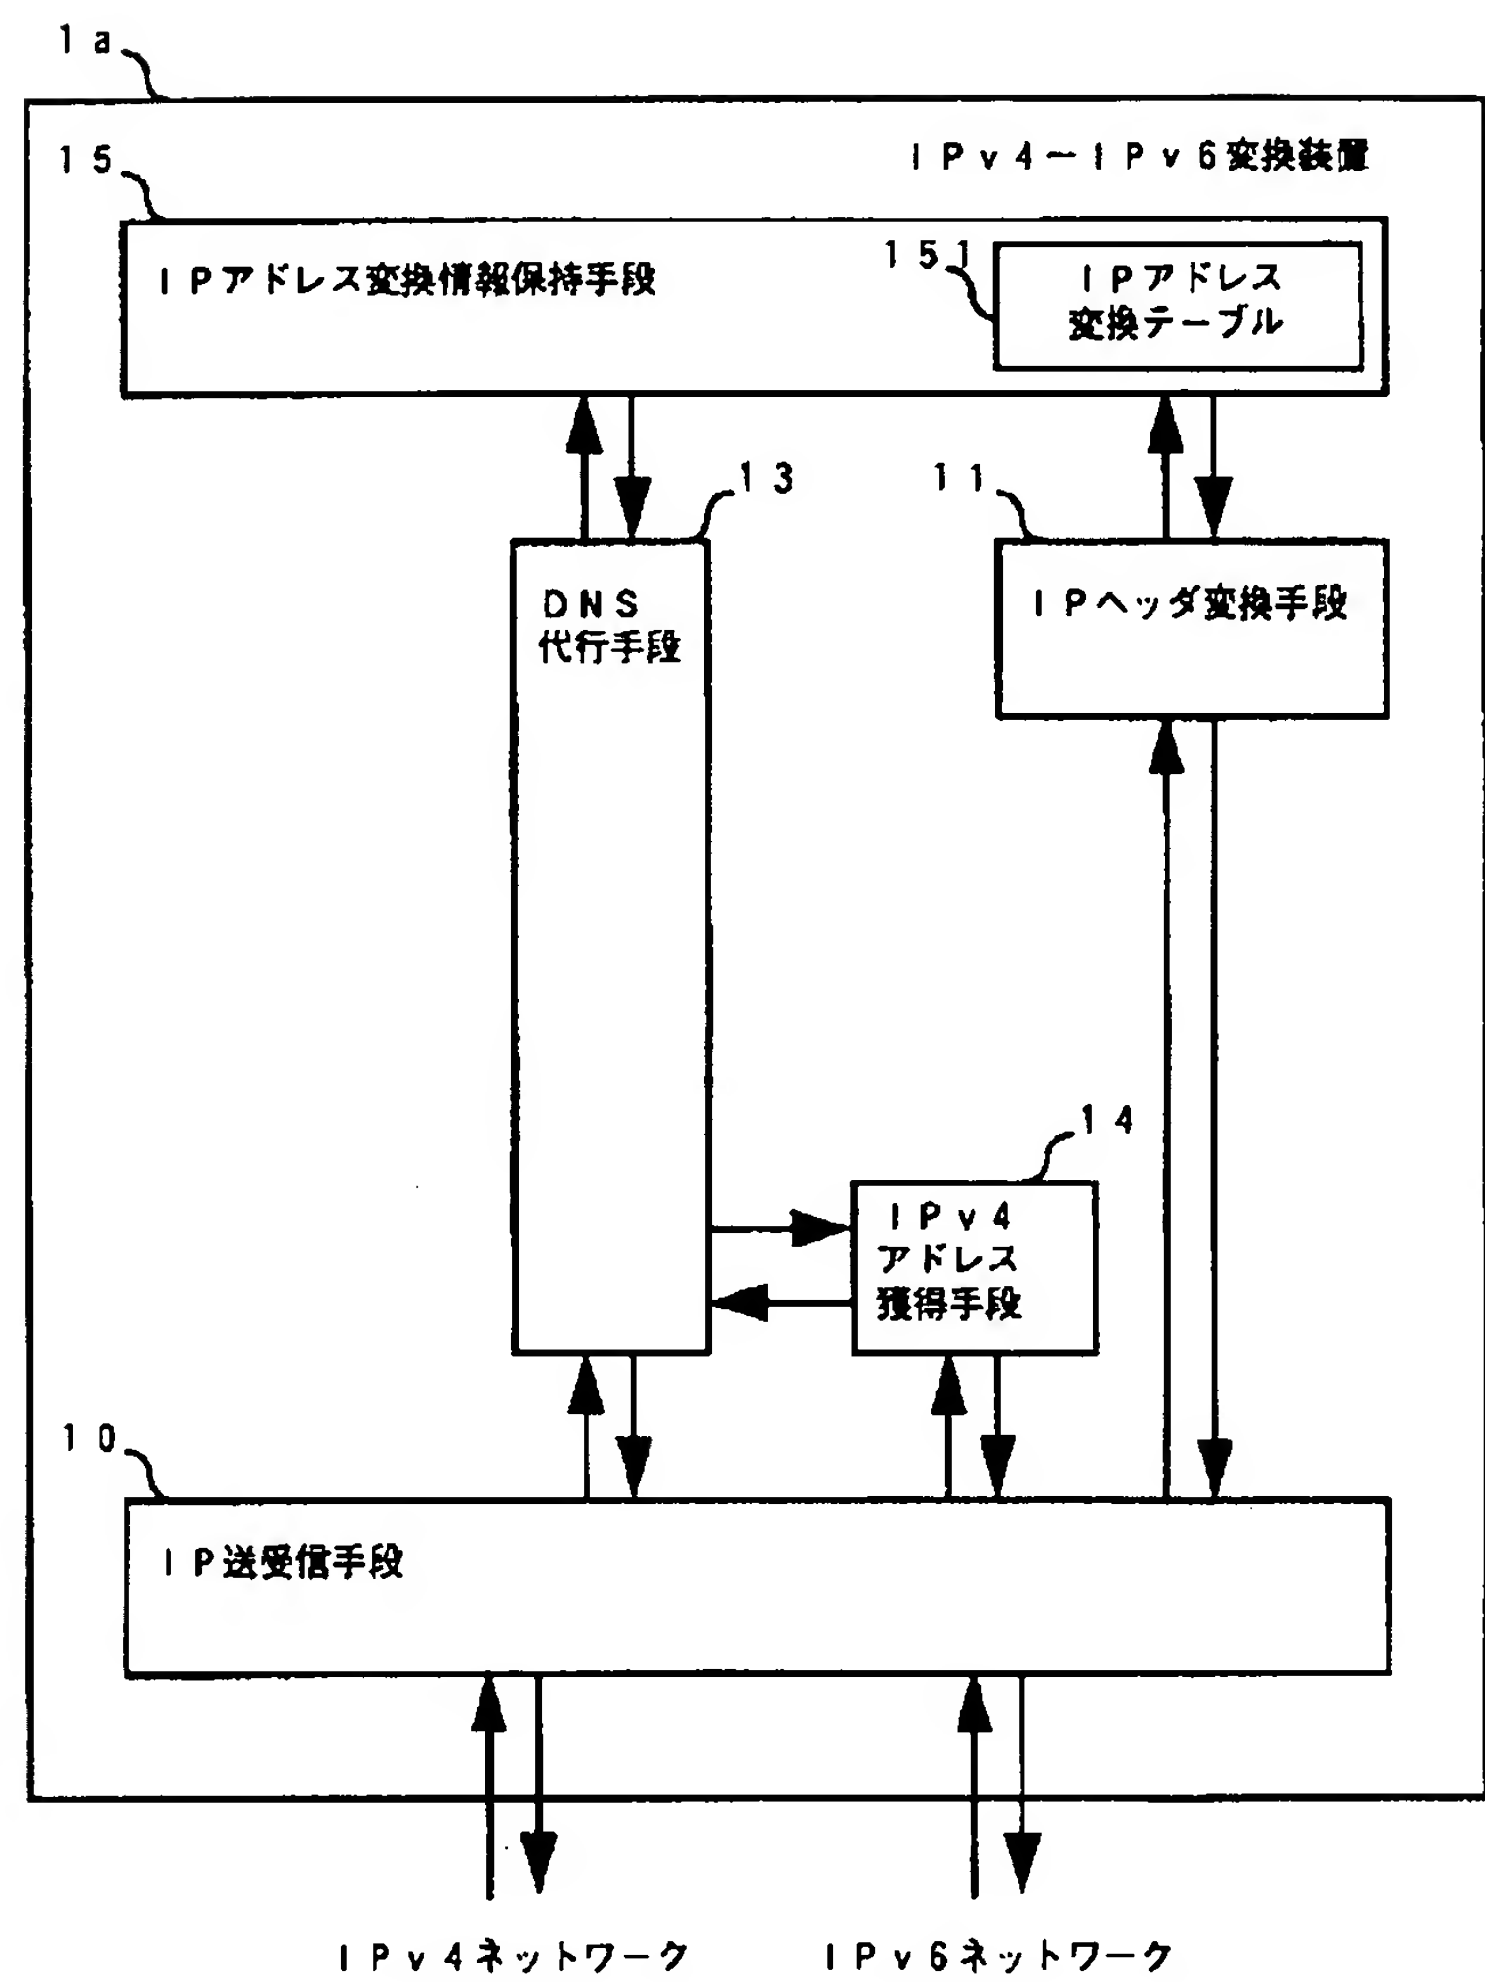 1a
IPv4－IPv6変換装置
15
IPアドレス変換情報保持手段
151
IPアドレス
変換テーブル
13
11
DNS
代行手段
IPヘッダ変換手段
14
IPv4
アドレス
獲得手段
10
IP送受信手段
IPv4ネットワーク
IPv6ネットワーク